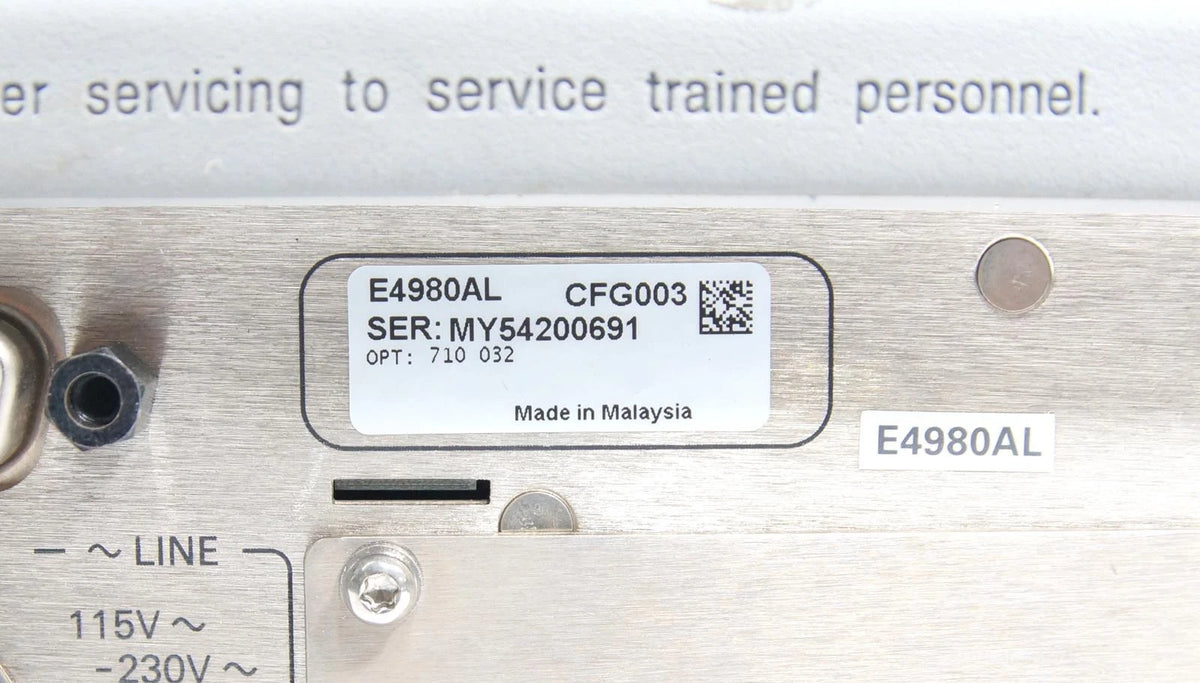 er servicing to service trained personnel.
E4980AL CFG003
SER: MY54200691
OPT: 710 032
Made in Malaysia
E4980AL
~ LINE
115V ~
-230V ~